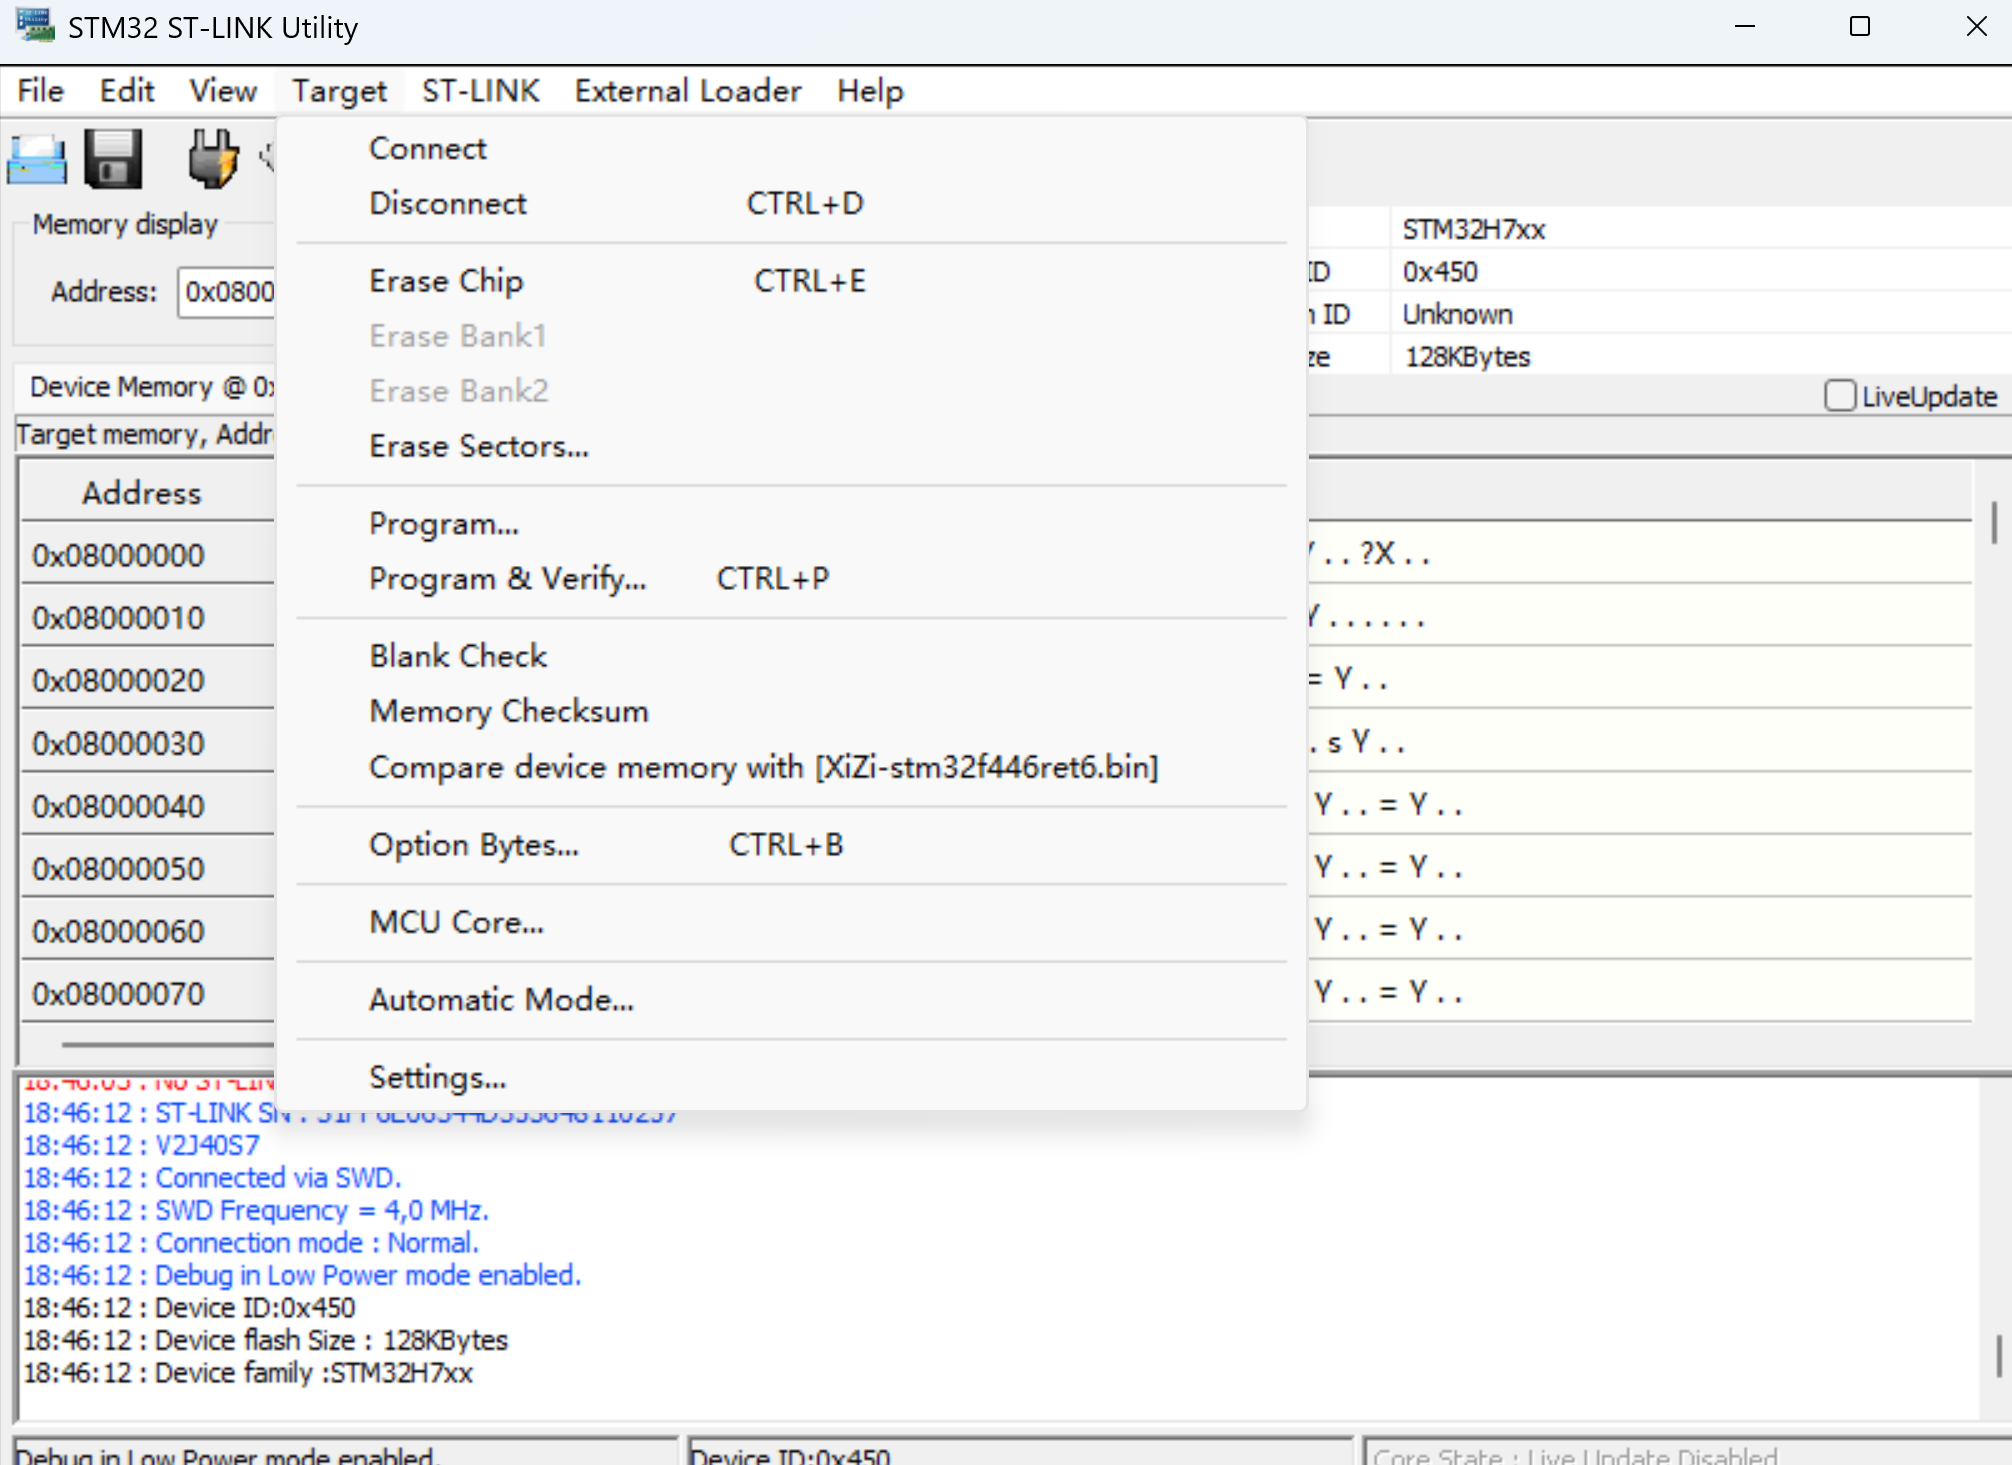 STM32 ST-LINK Utility
File Edit View Target ST-LINK External Loader Help
Connect
Disconnect CTRL+D
Erase Chip CTRL+E
Erase Bank1
Erase Bank2
Erase Sectors...
Program...
Program & Verify... CTRL+P
Blank Check
Memory Checksum
Compare device memory with [XiZi-stm32f446ret6.bin]
Option Bytes... CTRL+B
MCU Core...
Automatic Mode...
Settings...
Memory display
Address: 0x0800
STM32H7xx
ID 0x450
ID Unknown
128KBytes
LiveUpdate
Device Memory @
Target memory,
Address
0x08000000 . . ?X . .
0x08000010 Y . . . . . .
0x08000020 = Y . .
0x08000030 . s Y . .
0x08000040 Y . . = Y . .
0x08000050 Y . . = Y . .
0x08000060 Y . . = Y . .
0x08000070 Y . . = Y . .
18:46:12 : ST-LINK SN :
18:46:12 : V2J40S7
18:46:12 : Connected via SWD.
18:46:12 : SWD Frequency = 4,0 MHz.
18:46:12 : Connection mode : Normal.
18:46:12 : Debug in Low Power mode enabled.
18:46:12 : Device ID:0x450
18:46:12 : Device flash Size : 128KBytes
18:46:12 : Device family :STM32H7xx
Debug in Low Power mode enabled.
Device ID:0x450
Core State : Live Update Disabled